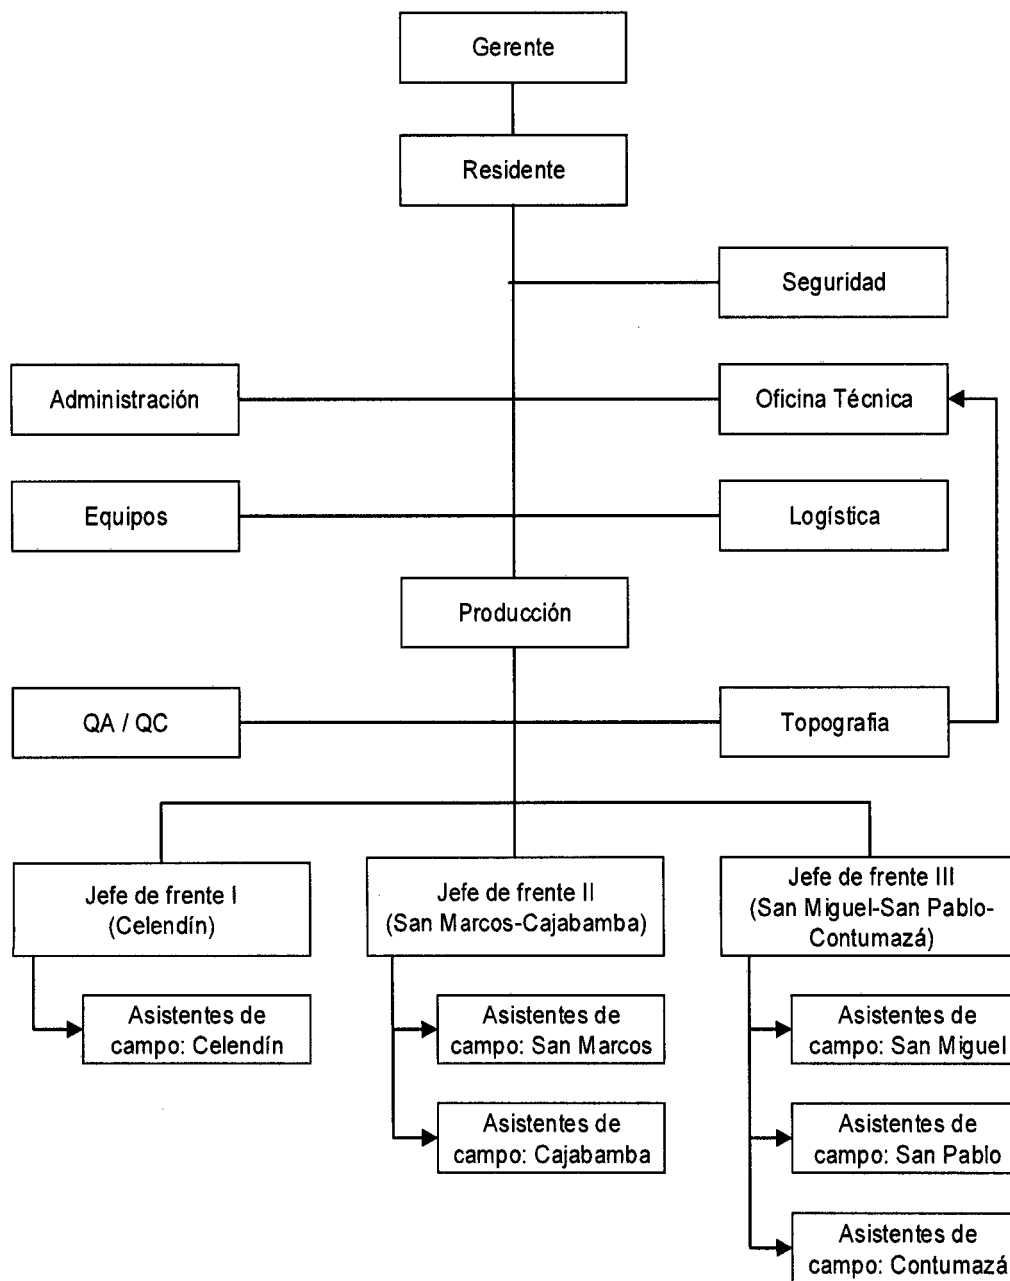 Gerente
Residente
Seguridad
Administración
Oficina Técnica
Equipos
Logística
Producción
QA / QC
Topografia
Jefe de frente I
(Celendín)
Jefe de frente II
(San Marcos-Cajabamba)
Jefe de frente III
(San Miguel-San Pablo-
Contumazá)
Asistentes de
campo: Celendín
Asistentes de
campo: San Marcos
Asistentes de
campo: San Miguel
Asistentes de
campo: Cajabamba
Asistentes de
campo: San Pablo
Asistentes de
campo: Contumazá